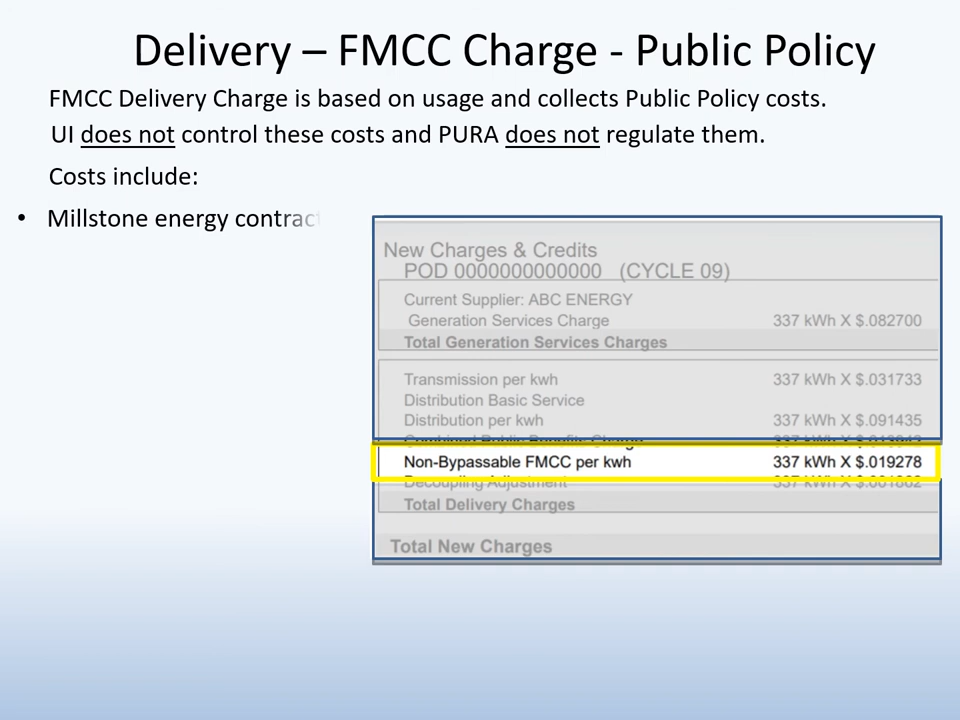 Delivery – FMCC Charge - Public Policy
FMCC Delivery Charge is based on usage and collects Public Policy costs.
UI does not control these costs and PURA does not regulate them.
Costs include:
• Millstone energy contract
New Charges & Credits
POD 0000000000000 (CYCLE 09)
Current Supplier: ABC ENERGY
Generation Services Charge 337 kWh X $.082700
Total Generation Services Charges
Transmission per kwh 337 kWh X $.031733
Distribution Basic Service
Distribution per kwh 337 kWh X $.091435
Combined Public Benefits Charge
Non-Bypassable FMCC per kwh 337 kWh X $.019278
Decoupling Adjustment
Total Delivery Charges
Total New Charges